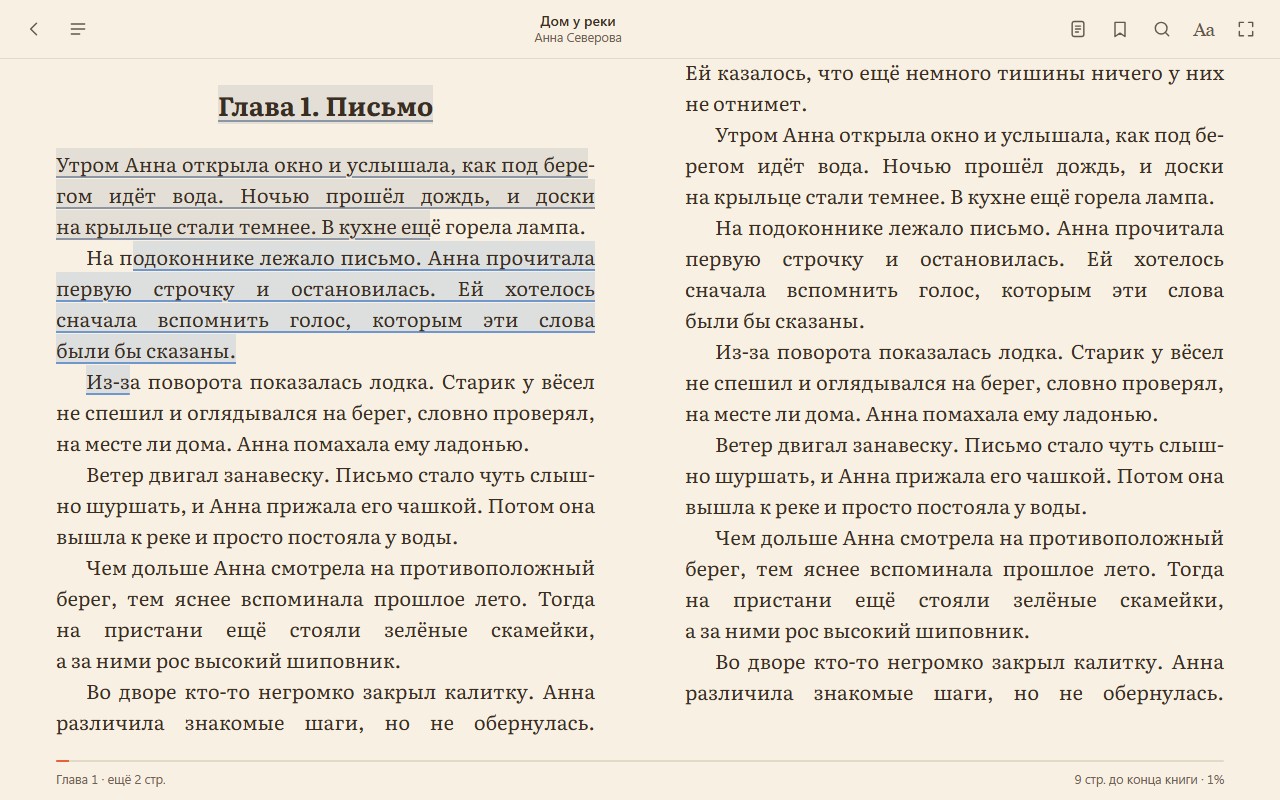 Дом у реки
Анна Северова
Aa
Глава 1. Письмо
Утром Анна открыла окно и услышала, как под бере-
гом идёт вода. Ночью прошёл дождь, и доски
на крыльце стали темнее. В кухне ещё горела лампа.
На подоконнике лежало письмо. Анна прочитала
первую строчку и остановилась. Ей хотелось
сначала вспомнить голос, которым эти слова
были бы сказаны.
Из-за поворота показалась лодка. Старик у вёсел
не спешил и оглядывался на берег, словно проверял,
на месте ли дома. Анна помахала ему ладонью.
Ветер двигал занавеску. Письмо стало чуть слыш-
но шуршать, и Анна прижала его чашкой. Потом она
вышла к реке и просто постояла у воды.
Чем дольше Анна смотрела на противоположный
берег, тем яснее вспоминала прошлое лето. Тогда
на пристани ещё стояли зелёные скамейки,
а за ними рос высокий шиповник.
Во дворе кто-то негромко закрыл калитку. Анна
различила знакомые шаги, но не обернулась.
Ей казалось, что ещё немного тишины ничего у них
не отнимет.
Утром Анна открыла окно и услышала, как под бе-
регом идёт вода. Ночью прошёл дождь, и доски
на крыльце стали темнее. В кухне ещё горела лампа.
На подоконнике лежало письмо. Анна прочитала
первую строчку и остановилась. Ей хотелось
сначала вспомнить голос, которым эти слова
были бы сказаны.
Из-за поворота показалась лодка. Старик у вёсел
не спешил и оглядывался на берег, словно проверял,
на месте ли дома. Анна помахала ему ладонью.
Ветер двигал занавеску. Письмо стало чуть слыш-
но шуршать, и Анна прижала его чашкой. Потом она
вышла к реке и просто постояла у воды.
Чем дольше Анна смотрела на противоположный
берег, тем яснее вспоминала прошлое лето. Тогда
на пристани ещё стояли зелёные скамейки,
а за ними рос высокий шиповник.
Во дворе кто-то негромко закрыл калитку. Анна
различила знакомые шаги, но не обернулась.
Глава 1 · ещё 2 стр.
9 стр. до конца книги · 1%